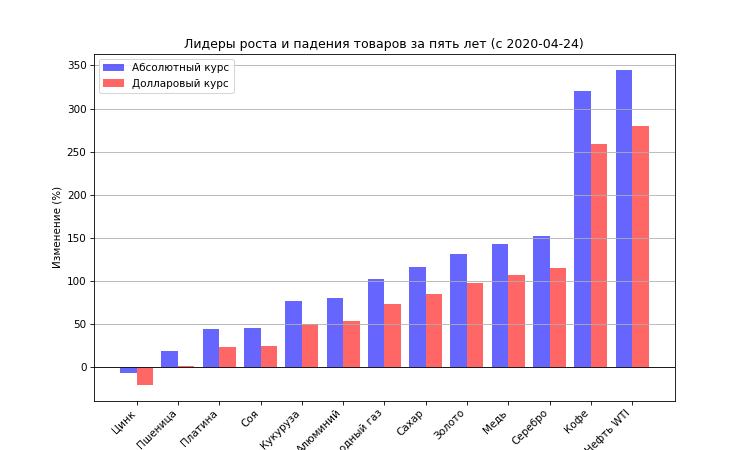 Лидеры роста и падения товаров за пять лет (с 2020-04-24)
Абсолютный курс
Долларовый курс
Изменение (%)
350
300
250
200
150
100
50
0
Цинк
Пшеница
Платина
Соя
Кукуруза
Алюминий
одный газ
Сахар
Золото
Медь
Серебро
Кофе
Нефть WTI